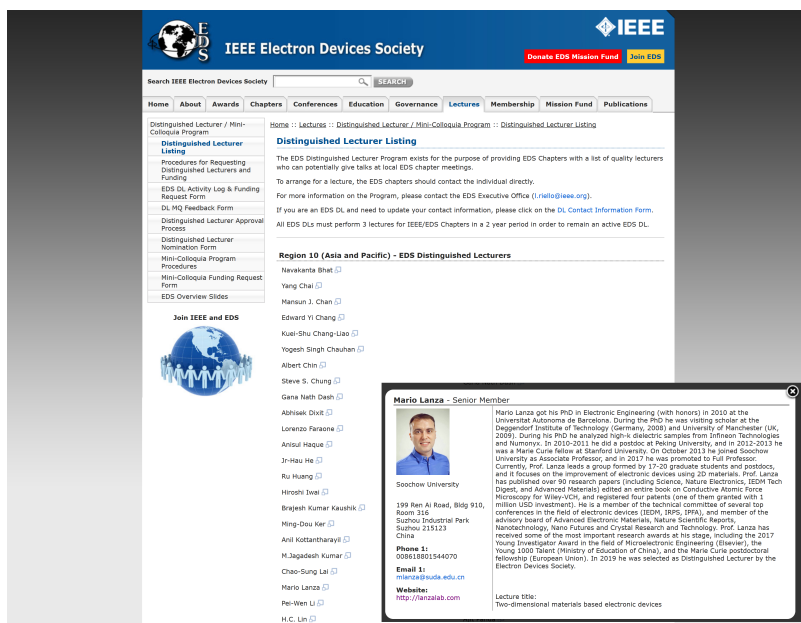 IEEE
EDS
IEEE Electron Devices Society
Donate EDS Mission Fund
Join EDS
Search IEEE Electron Devices Society
SEARCH
Home About Awards Chapters Conferences Education Governance Lectures Membership Mission Fund Publications
Distinguished Lecturer / Mini-
Colloquia Program
Distinguished Lecturer
Listing
Procedures for Requesting
Distinguished Lecturers and
Funding
EDS DL Activity Log & Funding
Request Form
DL MQ Feedback Form
Distinguished Lecturer Approval
Process
Distinguished Lecturer
Nomination Form
Mini-Colloquia Program
Procedures
Mini-Colloquia Funding Request
Form
EDS Overview Slides
Join IEEE and EDS
Home :: Lectures :: Distinguished Lecturer / Mini-Colloquia Program :: Distinguished Lecturer Listing
Distinguished Lecturer Listing
The EDS Distinguished Lecturer Program exists for the purpose of providing EDS Chapters with a list of quality lecturers
who can potentially give talks at local EDS chapter meetings.
To arrange for a lecture, the EDS chapters should contact the individual directly.
For more information on the Program, please contact the EDS Executive Office (l.riello@ieee.org).
If you are an EDS DL and need to update your contact information, please click on the DL Contact Information Form.
All EDS DLs must perform 3 lectures for IEEE/EDS Chapters in a 2 year period in order to remain an active EDS DL.
Region 10 (Asia and Pacific) - EDS Distinguished Lecturers
Navakanta Bhat
Yang Chai
Mansun J. Chan
Edward Yi Chang
Kuei-Shu Chang-Liao
Yogesh Singh Chauhan
Albert Chin
Steve S. Chung
Gana Nath Dash
Abhisek Dixit
Lorenzo Faraone
Anisul Haque
Jr-Hau He
Ru Huang
Hiroshi Iwai
Brajesh Kumar Kaushik
Ming-Dou Ker
Anil Kottantharayil
M.Jagadesh Kumar
Chao-Sung Lai
Mario Lanza
Pei-Wen Li
H.C. Lin
Mario Lanza - Senior Member
Soochow University
199 Ren Ai Road, Bldg 910,
Room 316
Suzhou Industrial Park
Suzhou 215123
China
Phone 1:
008618801544070
Email 1:
mlanza@suda.edu.cn
Website:
http://lanzalab.com
Mario Lanza got his PhD in Electronic Engineering (with honors) in 2010 at the
Universitat Autonoma de Barcelona. During the PhD he was visiting scholar at the
Deggendorf Institute of Technology (Germany, 2008) and University of Manchester (UK,
2009). During his PhD he analyzed high-k dielectric samples from Infineon Technologies
and Numonyx. In 2010-2011 he did a postdoc at Peking University, and in 2012-2013 he
was a Marie Curie fellow at Stanford University. On October 2013 he joined Soochow
University as Associate Professor, and in 2017 he was promoted to Full Professor.
Currently, Prof. Lanza leads a group formed by 17-20 graduate students and postdocs,
and it focuses on the improvement of electronic devices using 2D materials. Prof. Lanza
has published over 90 research papers (including Science, Nature Electronics, IEDM Tech
Digest, and Advanced Materials) edited an entire book on Conductive Atomic Force
Microscopy for Wiley-VCH, and registered four patents (one of them granted with 1
million USD investment). He is a member of the technical committee of several top
conferences in the field of electronic devices (IEDM, IRPS, IPFA), and member of the
advisory board of Advanced Electronic Materials, Nature Scientific Reports,
Nanotechnology, Nano Futures and Crystal Research and Technology. Prof. Lanza has
received some of the most important research awards at his stage, including the 2017
Young Investigator Award in the field of Microelectronic Engineering (Elsevier), the
Young 1000 Talent (Ministry of Education of China), and the Marie Curie postdoctoral
fellowship (European Union). In 2019 he was selected as Distinguished Lecturer by the
Electron Devices Society.
Lecture title:
Two-dimensional materials based electronic devices